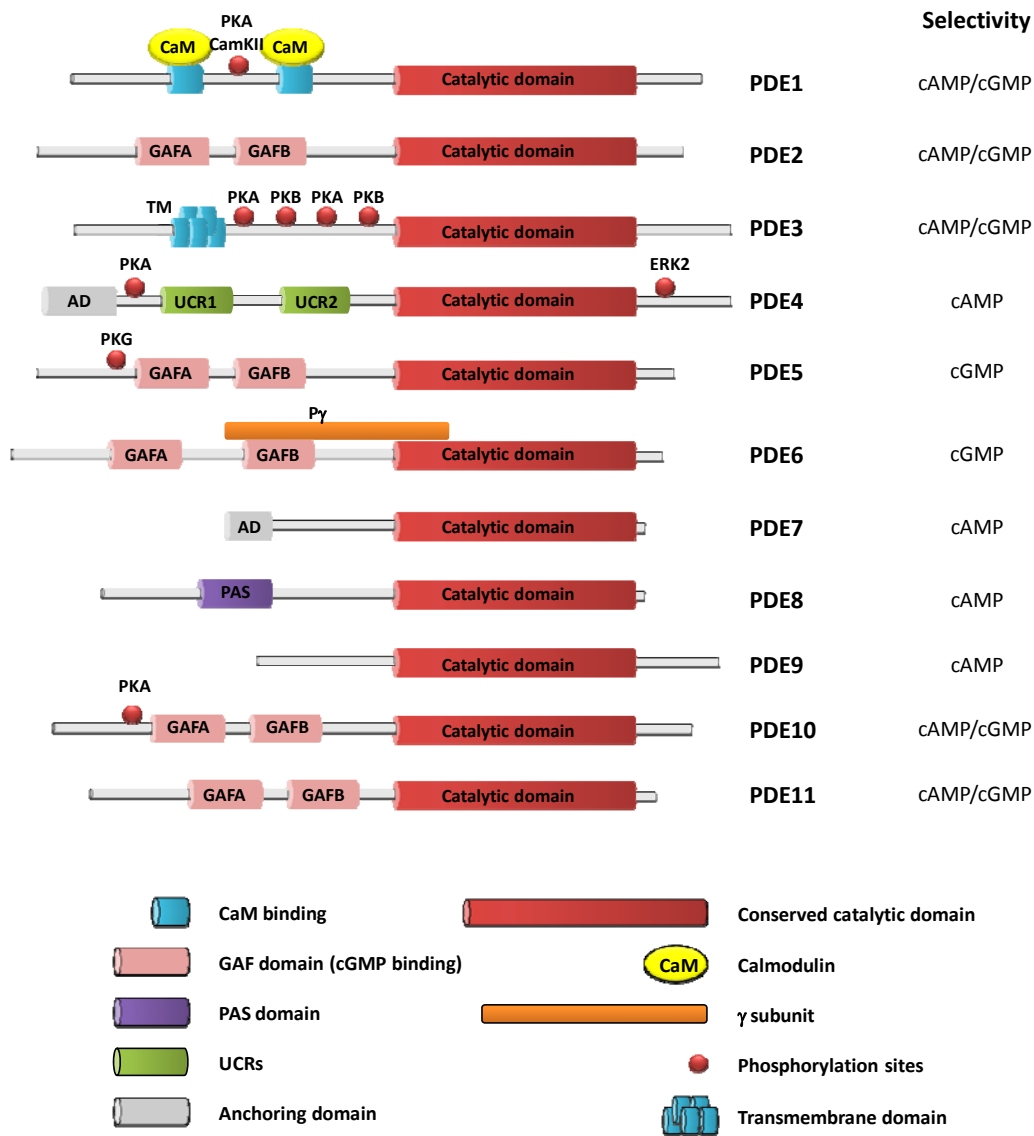 Selectivity
PKA
CamKII
CaM
CaM
Catalytic domain
PDE1
cAMP/cGMP
GAFA
GAFB
Catalytic domain
PDE2
cAMP/cGMP
TM
PKA
PKB
PKA
PKB
Catalytic domain
PDE3
cAMP/cGMP
PKA
ERK2
AD
UCR1
UCR2
Catalytic domain
PDE4
cAMP
PKG
GAFA
GAFB
Catalytic domain
PDE5
cGMP
Pγ
GAFA
GAFB
Catalytic domain
PDE6
cGMP
AD
Catalytic domain
PDE7
cAMP
PAS
Catalytic domain
PDE8
cAMP
Catalytic domain
PDE9
cAMP
PKA
GAFA
GAFB
Catalytic domain
PDE10
cAMP/cGMP
GAFA
GAFB
Catalytic domain
PDE11
cAMP/cGMP
CaM binding
GAF domain (cGMP binding)
PAS domain
UCRs
Anchoring domain
Conserved catalytic domain
CaM
Calmodulin
γ subunit
Phosphorylation sites
Transmembrane domain